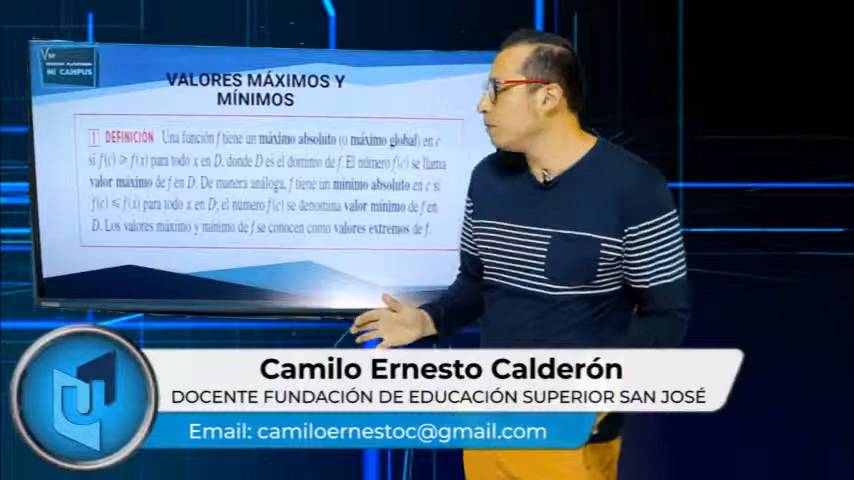 MI CAMPUS
VALORES MÁXIMOS Y
MÍNIMOS
1 DEFINICIÓN Una función f tiene un máximo absoluto (o máximo global) en c
si f(c) ⩾ f(x) para todo x en D, donde D es el dominio de f. El número f(c) se llama
valor máximo de f en D. De manera análoga, f tiene un mínimo absoluto en c si
f(c) ⩽ f(x) para todo x en D; el número f(c) se denomina valor mínimo de f en
D. Los valores máximo y mínimo de f se conocen como valores extremos de f.
Camilo Ernesto Calderón
DOCENTE FUNDACIÓN DE EDUCACIÓN SUPERIOR SAN JOSÉ
Email: camiloernestoc@gmail.com